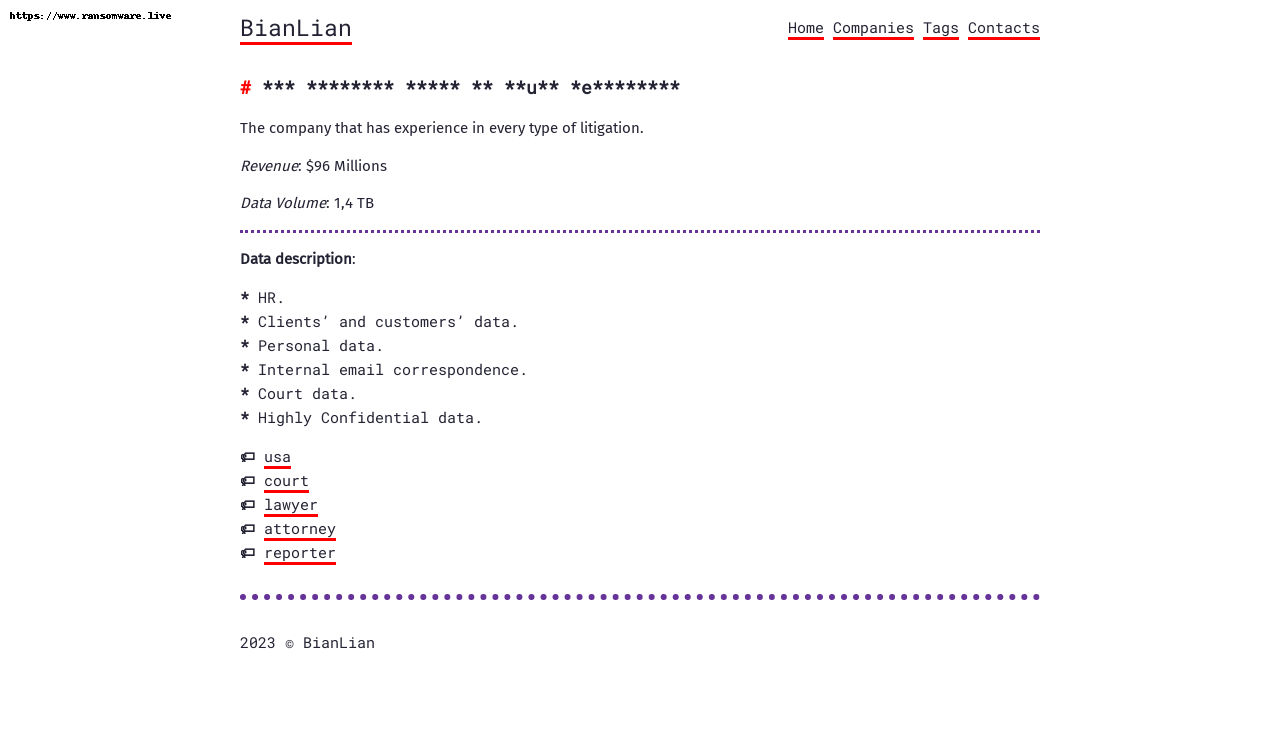 https://www.ransomware.live
BianLian
Home Companies Tags Contacts
# *** ******** ***** ** **u** *e********
The company that has experience in every type of litigation.
Revenue: $96 Millions
Data Volume: 1,4 TB
Data description:
* HR.
* Clients’ and customers’ data.
* Personal data.
* Internal email correspondence.
* Court data.
* Highly Confidential data.
usa
court
lawyer
attorney
reporter
2023 © BianLian